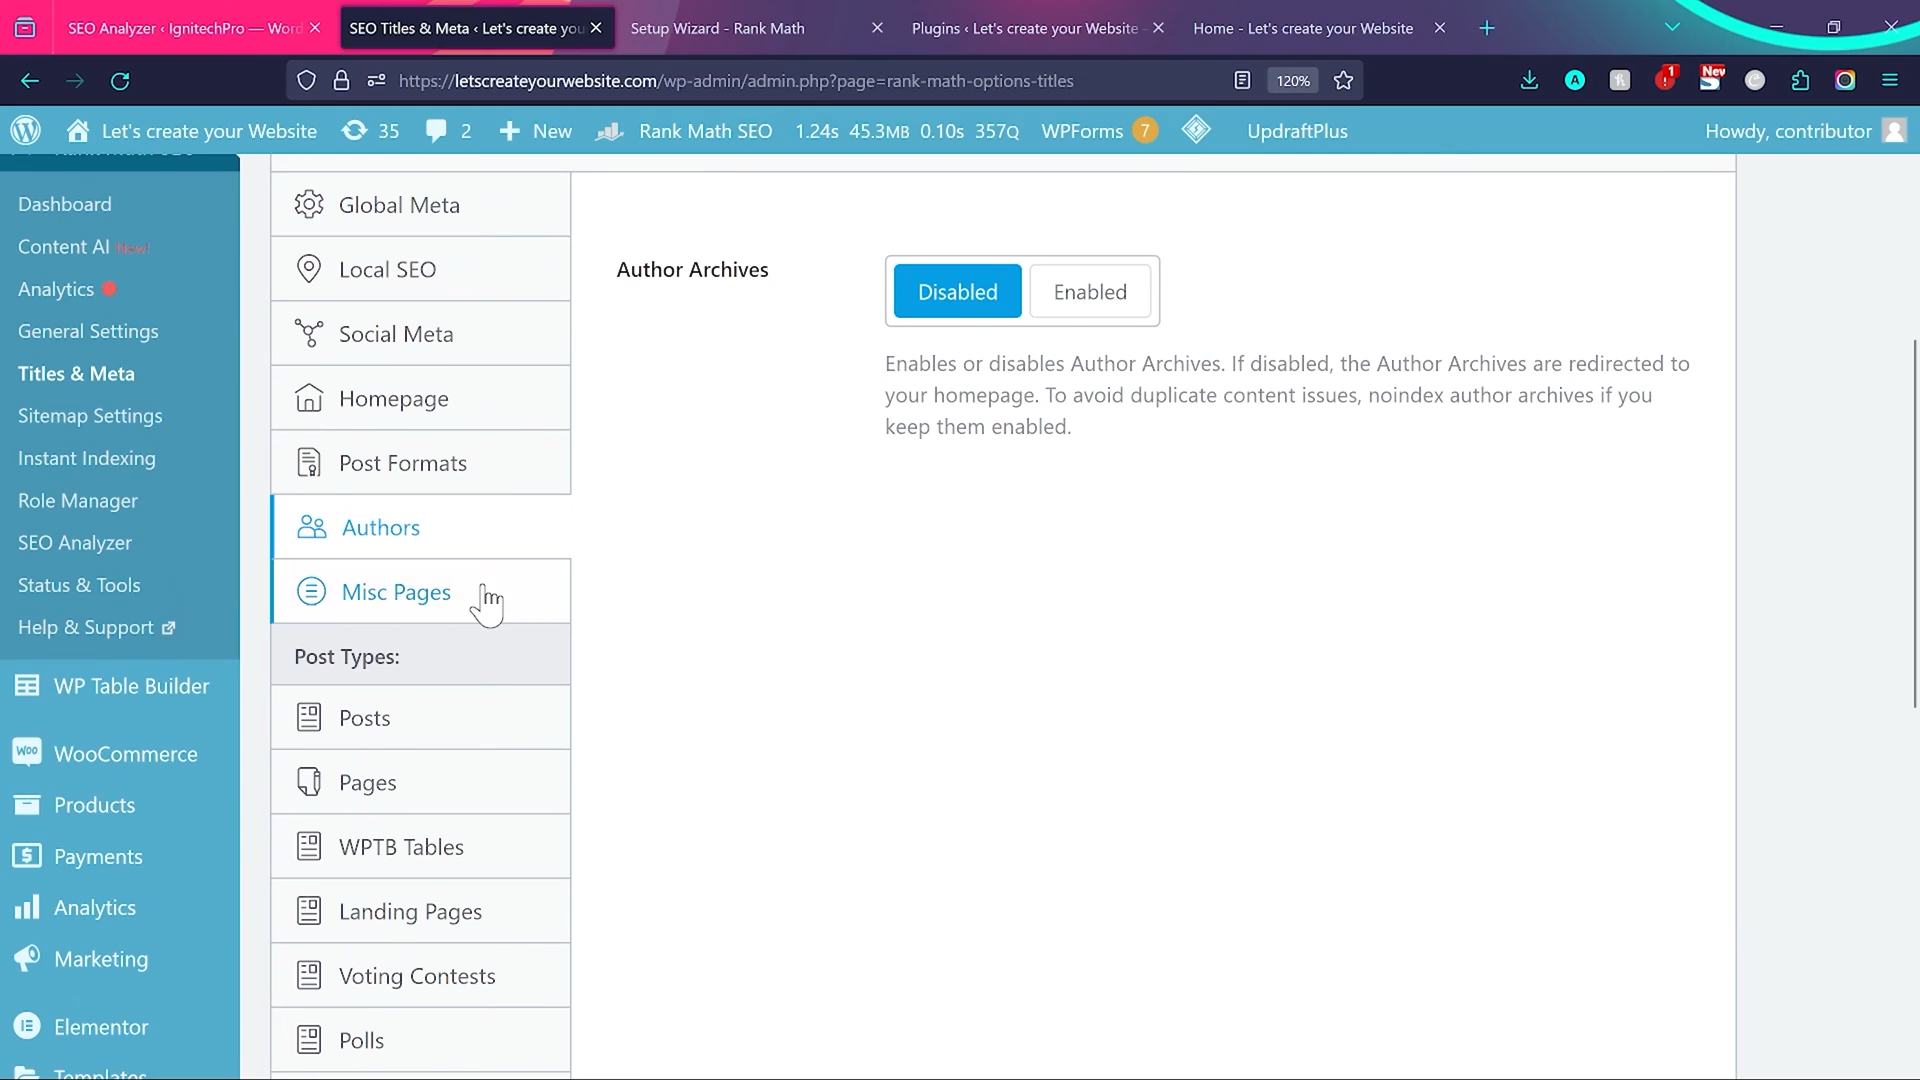 SEO Analyzer ‹ IgnitechPro — Word
SEO Titles & Meta ‹ Let's create you
Setup Wizard - Rank Math
Plugins ‹ Let's create your Website -
Home - Let's create your Website
https://letscreateyourwebsite.com/wp-admin/admin.php?page=rank-math-options-titles
120%
A
1
New
Let's create your Website
35
2
New
Rank Math SEO
1.24s 45.3MB 0.10s 357Q
WPForms 7
UpdraftPlus
Howdy, contributor
Rank Math SEO
Dashboard
Content AI New!
Analytics
General Settings
Titles & Meta
Sitemap Settings
Instant Indexing
Role Manager
SEO Analyzer
Status & Tools
Help & Support
WP Table Builder
WOO WooCommerce
Products
Payments
Analytics
Marketing
Elementor
Templates
Global Meta
Local SEO
Social Meta
Homepage
Post Formats
Authors
Misc Pages
Post Types:
Posts
Pages
WPTB Tables
Landing Pages
Voting Contests
Polls
Author Archives
Disabled
Enabled
Enables or disables Author Archives. If disabled, the Author Archives are redirected to
your homepage. To avoid duplicate content issues, noindex author archives if you
keep them enabled.